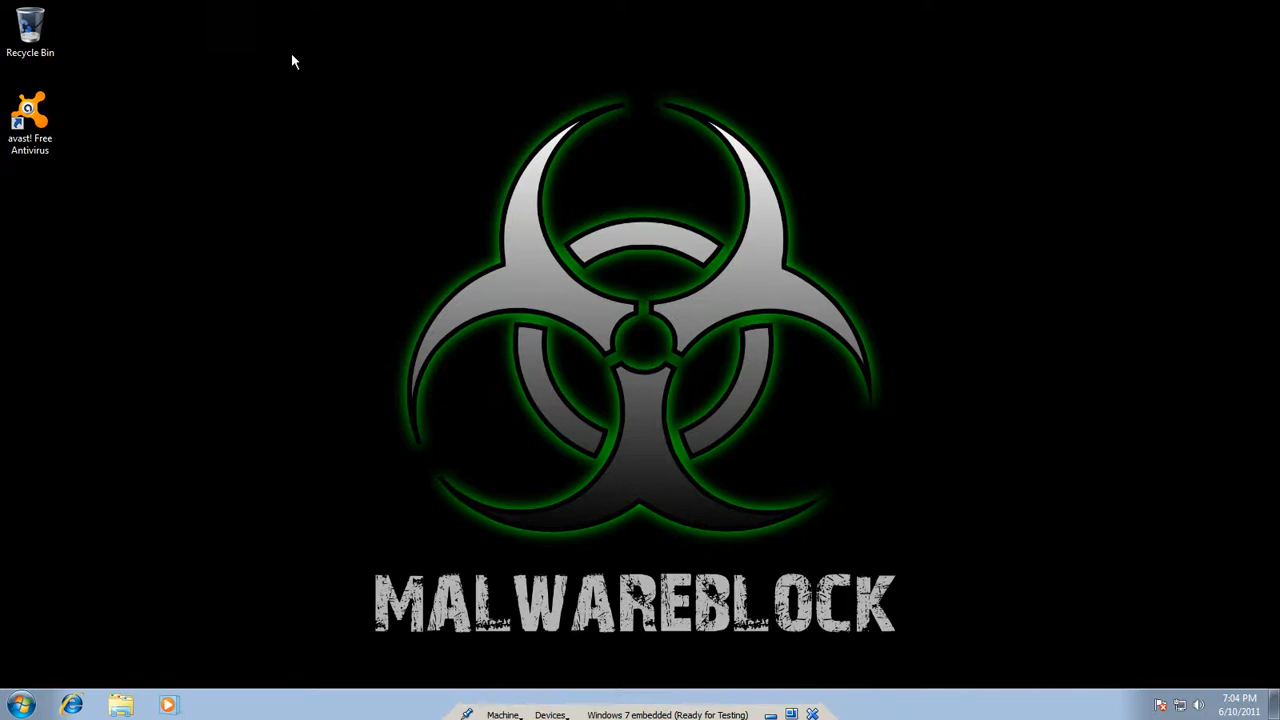 Recycle Bin
avast! Free
Antivirus
MALWAREBLOCK
Machine
Devices
Windows 7 embedded (Ready for Testing)
7:04 PM
6/10/2011